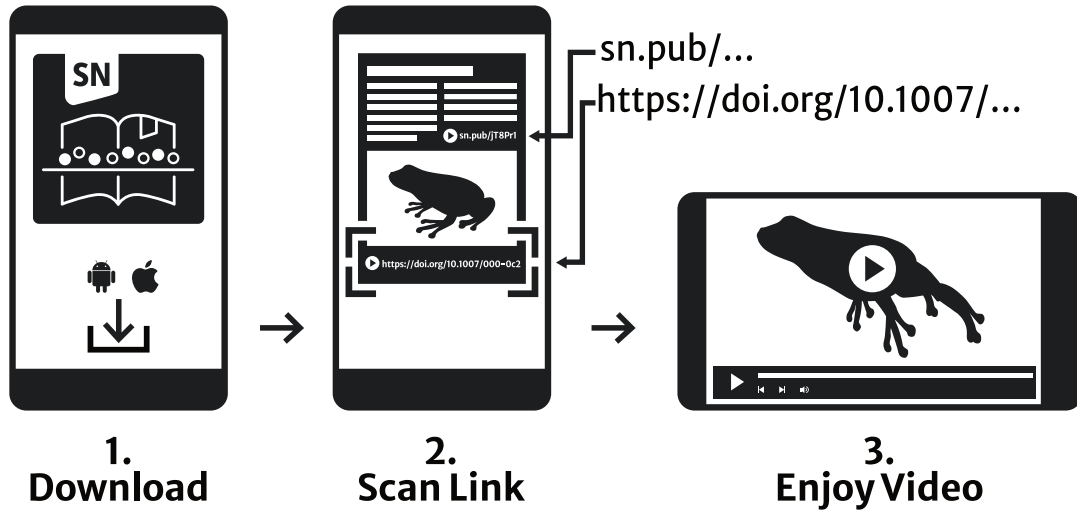 SN
sn.pub/jT8Pr1
https://doi.org/10.1007/000-0c2
sn.pub/...
https://doi.org/10.1007/...
1.
Download
2.
Scan Link
3.
Enjoy Video